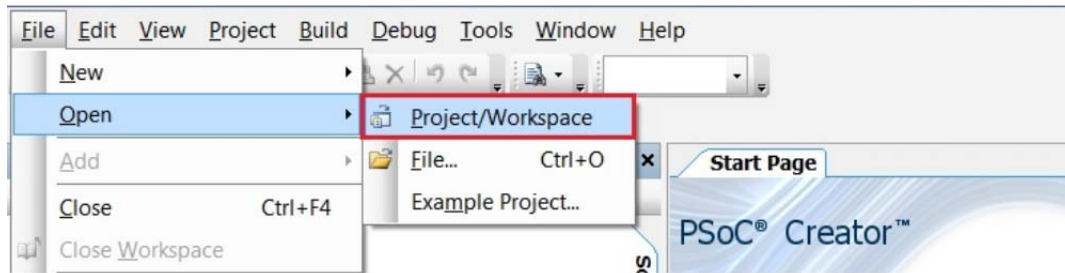 File Edit View Project Build Debug Tools Window Help
New
Open
Project/Workspace
Add
File... Ctrl+O
Start Page
Close Ctrl+F4
Example Project...
PSoC® Creator™
Close Workspace